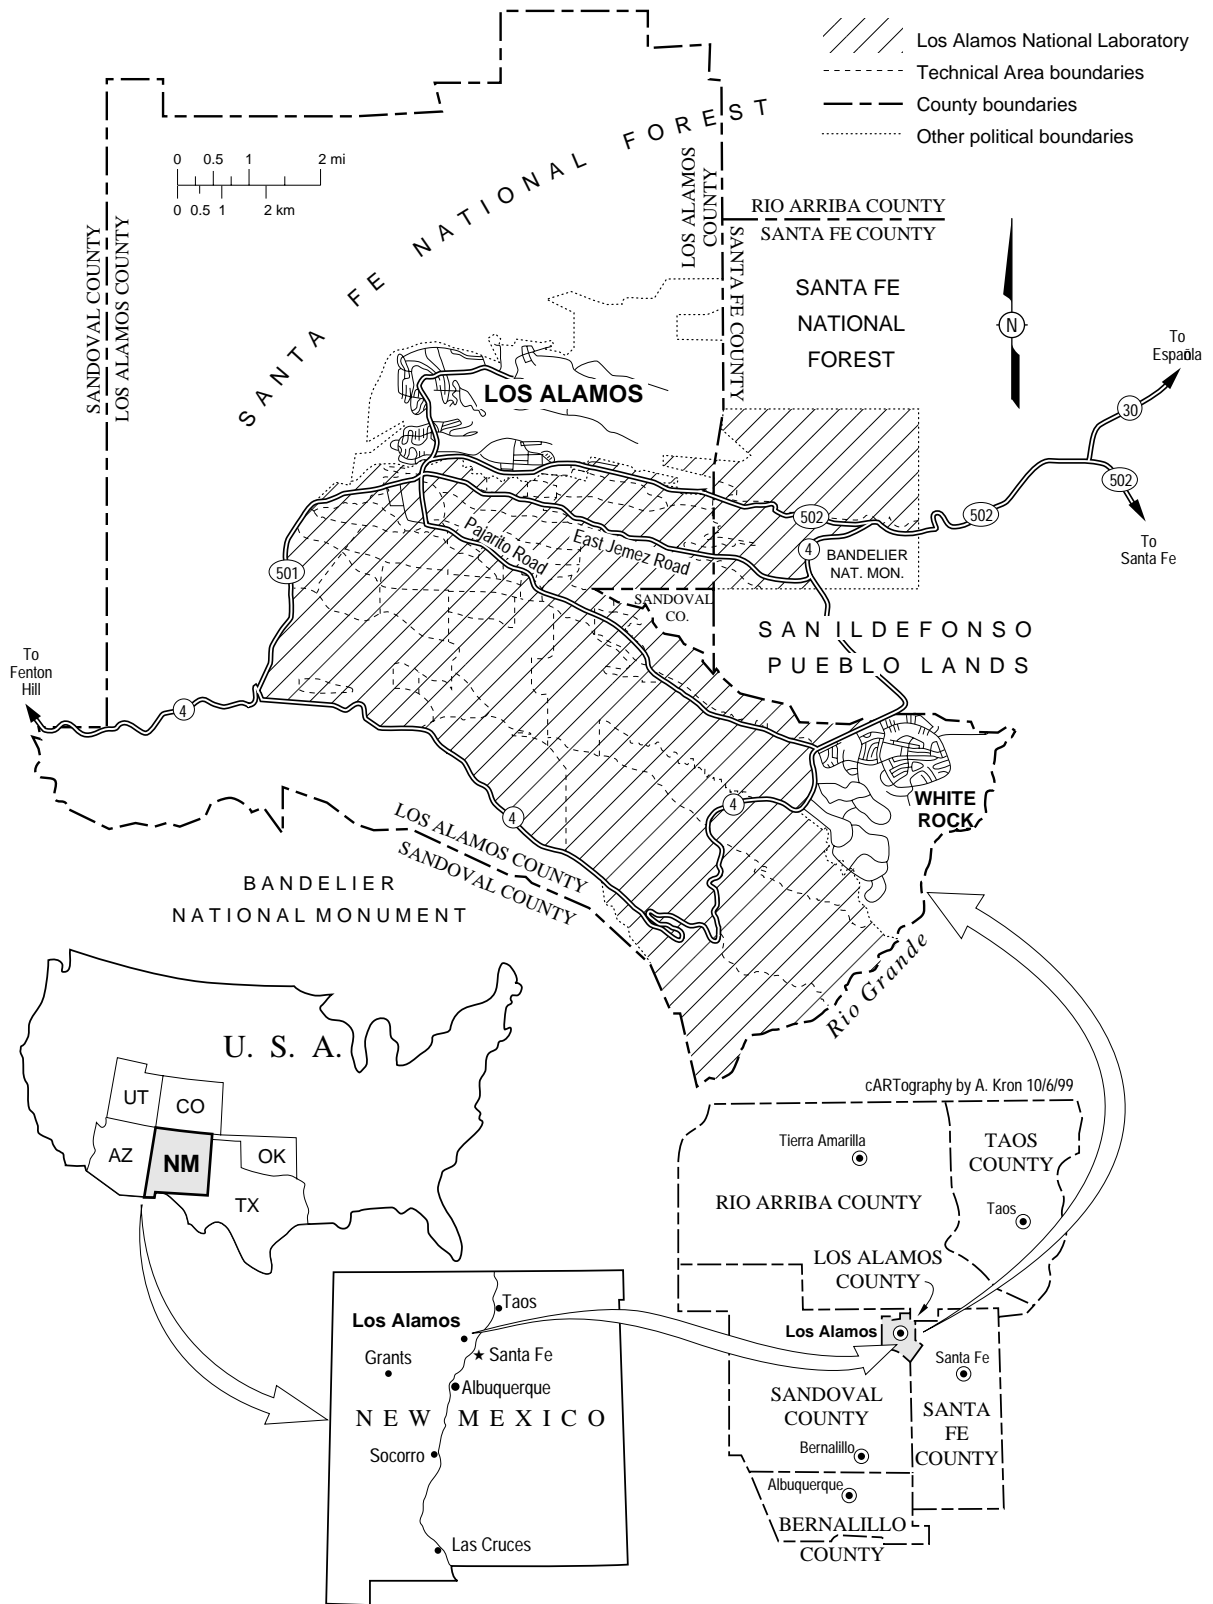 Los Alamos National Laboratory
Technical Area boundaries
County boundaries
Other political boundaries
0 0.5 1 2 mi
0 0.5 1 2 km
SANTA FE NATIONAL FOREST
SANDOVAL COUNTY
LOS ALAMOS COUNTY
LOS ALAMOS
COUNTY
SANTA FE COUNTY
RIO ARRIBA COUNTY
SANTA FE COUNTY
SANTA FE
NATIONAL
FOREST
N
To
Española
30
502
To
Santa Fe
LOS ALAMOS
502
502
4
BANDELIER
NAT. MON.
Pajarito Road
East Jemez Road
501
SANDOVAL
CO.
SAN ILDEFONSO
PUEBLO LANDS
To
Fenton
Hill
4
WHITE
ROCK
4
4
LOS ALAMOS COUNTY
SANDOVAL COUNTY
BANDELIER
NATIONAL MONUMENT
Rio Grande
U. S. A.
UT
CO
AZ
NM
OK
TX
cARTography by A. Kron 10/6/99
Tierra Amarilla
TAOS
COUNTY
RIO ARRIBA COUNTY
Taos
LOS ALAMOS
COUNTY
Los Alamos
Santa Fe
SANDOVAL
COUNTY
SANTA
FE
COUNTY
Bernalillo
Albuquerque
BERNALILLO
COUNTY
Taos
Los Alamos
Santa Fe
Grants
Albuquerque
NEW MEXICO
Socorro
Las Cruces